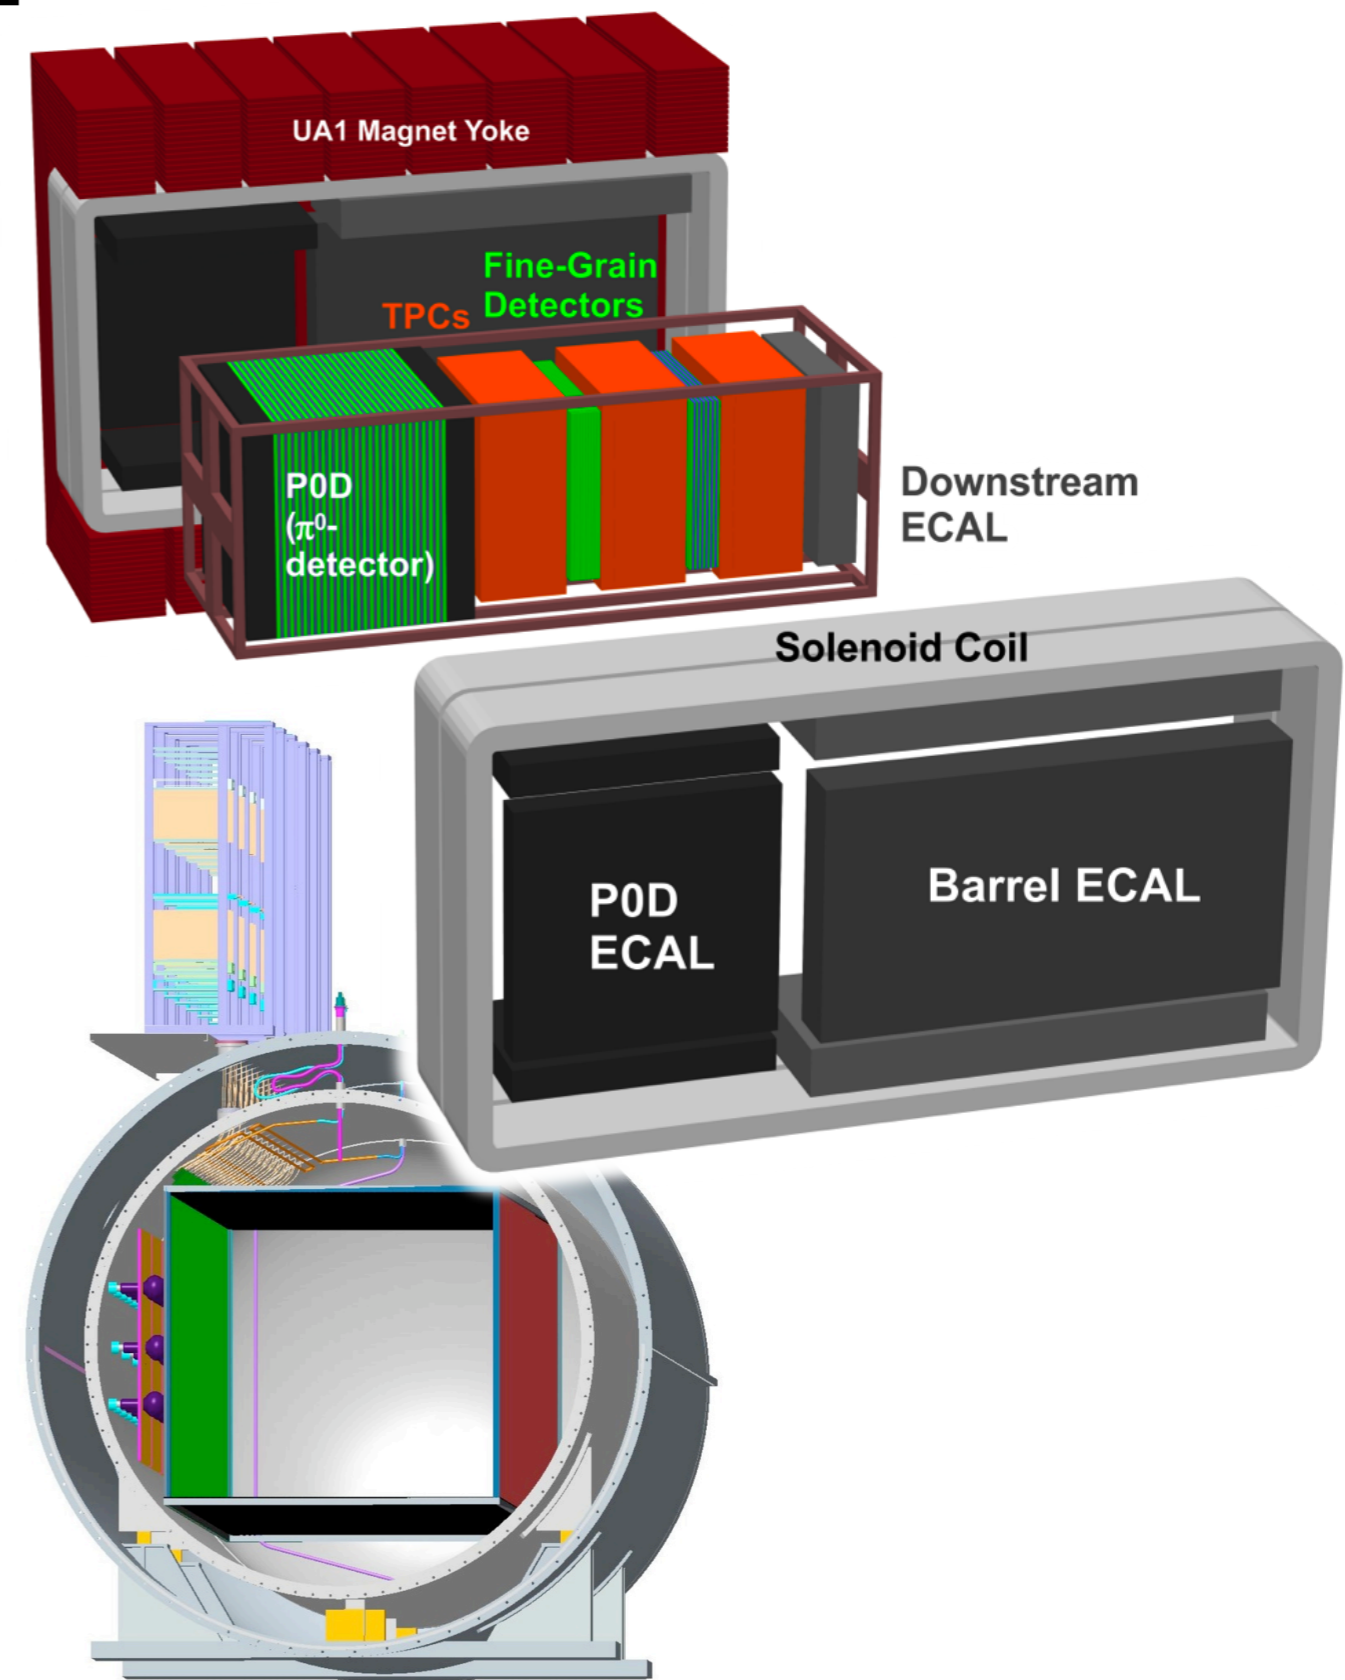 UA1 Magnet Yoke
Fine-Grain
Detectors
TPCs
P0D
(π⁰-
detector)
Downstream
ECAL
Solenoid Coil
P0D
ECAL
Barrel ECAL